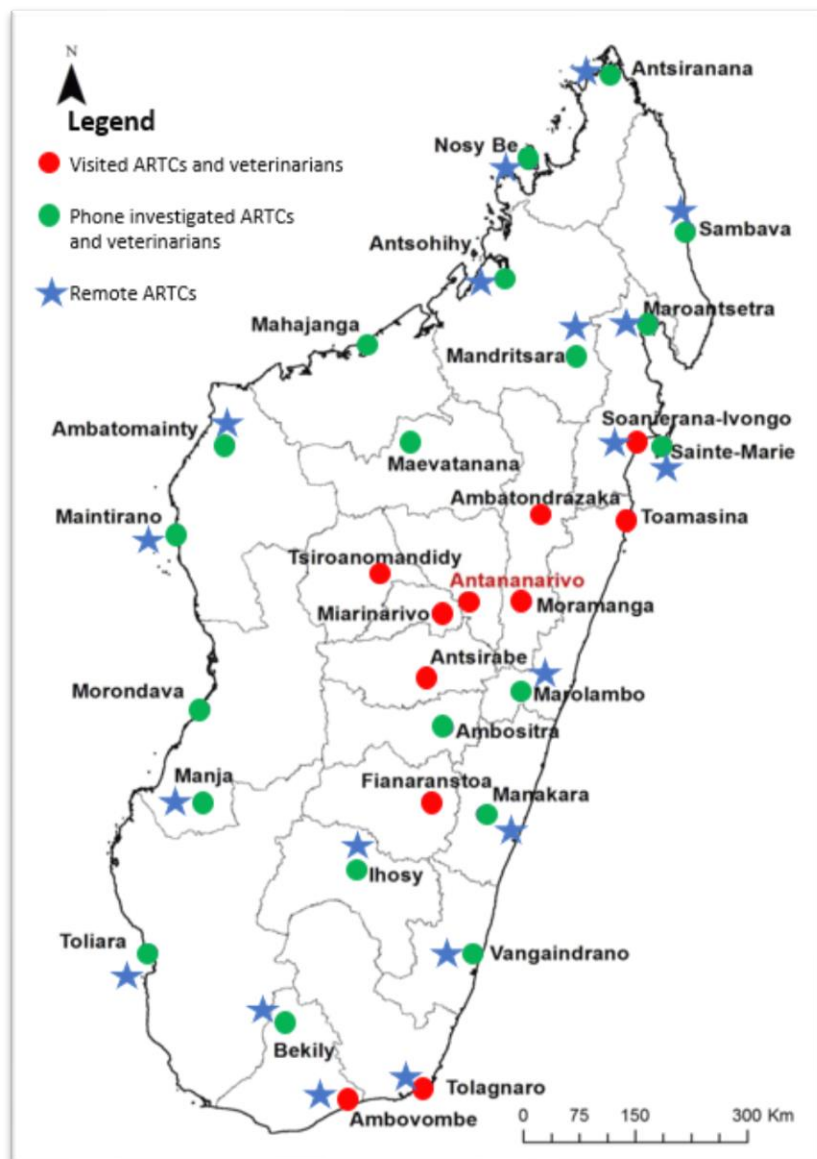 N
Legend
Visited ARTCs and veterinarians
Phone investigated ARTCs
and veterinarians
Remote ARTCs
Antsiranana
Nosy Be
Sambava
Antsohihy
Maroantsetra
Mahajanga
Mandritsara
Soanierana-Ivongo
Ambatomainty
Sainte-Marie
Maevatanana
Ambatondrazaka
Maintirano
Toamasina
Tsiroanomandidy
Antananarivo
Miarinarivo
Moramanga
Antsirabe
Morondava
Marolambo
Ambositra
Manja
Fianaranstoa
Manakara
Ihosy
Toliara
Vangaindrano
Bekily
Tolagnaro
Ambovombe
0 75 150 300 Km